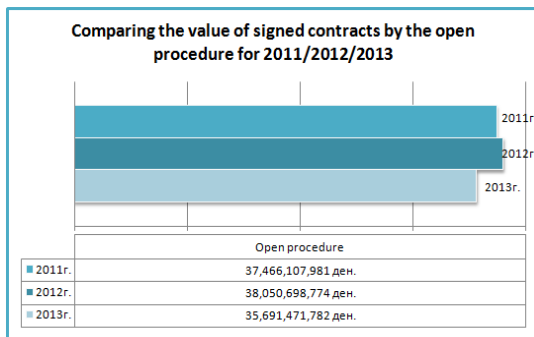 Comparing the value of signed contracts by the open
procedure for 2011/2012/2013
2011г
2012г
2013г.
Open procedure
2011г. 37,466,107,981 ден.
2012г. 38,050,698,774 ден.
2013г. 35,691,471,782 ден.